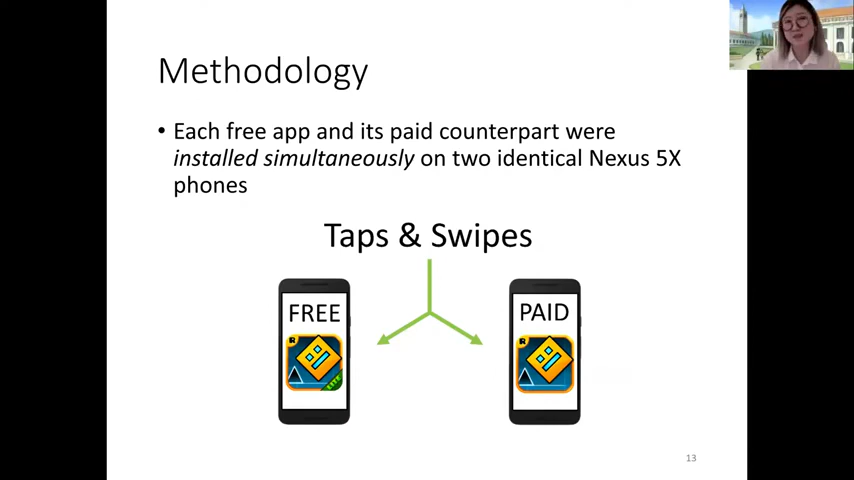 Methodology
• Each free app and its paid counterpart were
installed simultaneously on two identical Nexus 5X
phones
Taps & Swipes
FREE
PAID
R
R
LITE
13